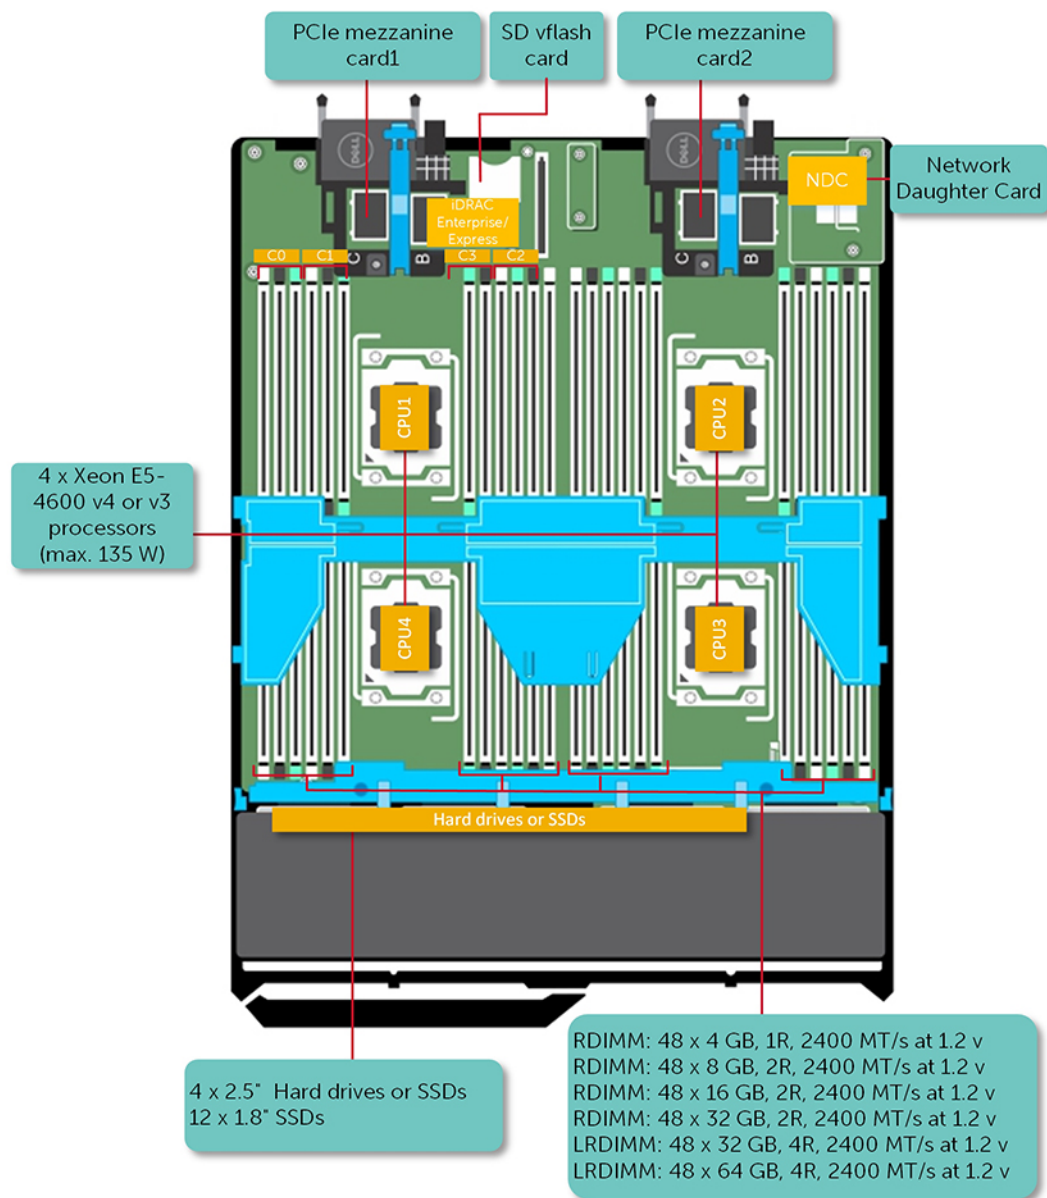 PCIe mezzanine
card1
SD vflash
card
PCIe mezzanine
card2
DELL
DELL
NDC
Network
Daughter Card
iDRAC
Enterprise/
Express
C0
C1
C3
C2
C
B
C
B
CPU1
CPU2
4 x Xeon E5-
4600 v4 or v3
processors
(max. 135 W)
CPU4
CPU3
Hard drives or SSDs
4 x 2.5" Hard drives or SSDs
12 x 1.8" SSDs
RDIMM: 48 x 4 GB, 1R, 2400 MT/s at 1.2 v
RDIMM: 48 x 8 GB, 2R, 2400 MT/s at 1.2 v
RDIMM: 48 x 16 GB, 2R, 2400 MT/s at 1.2 v
RDIMM: 48 x 32 GB, 2R, 2400 MT/s at 1.2 v
LRDIMM: 48 x 32 GB, 4R, 2400 MT/s at 1.2 v
LRDIMM: 48 x 64 GB, 4R, 2400 MT/s at 1.2 v